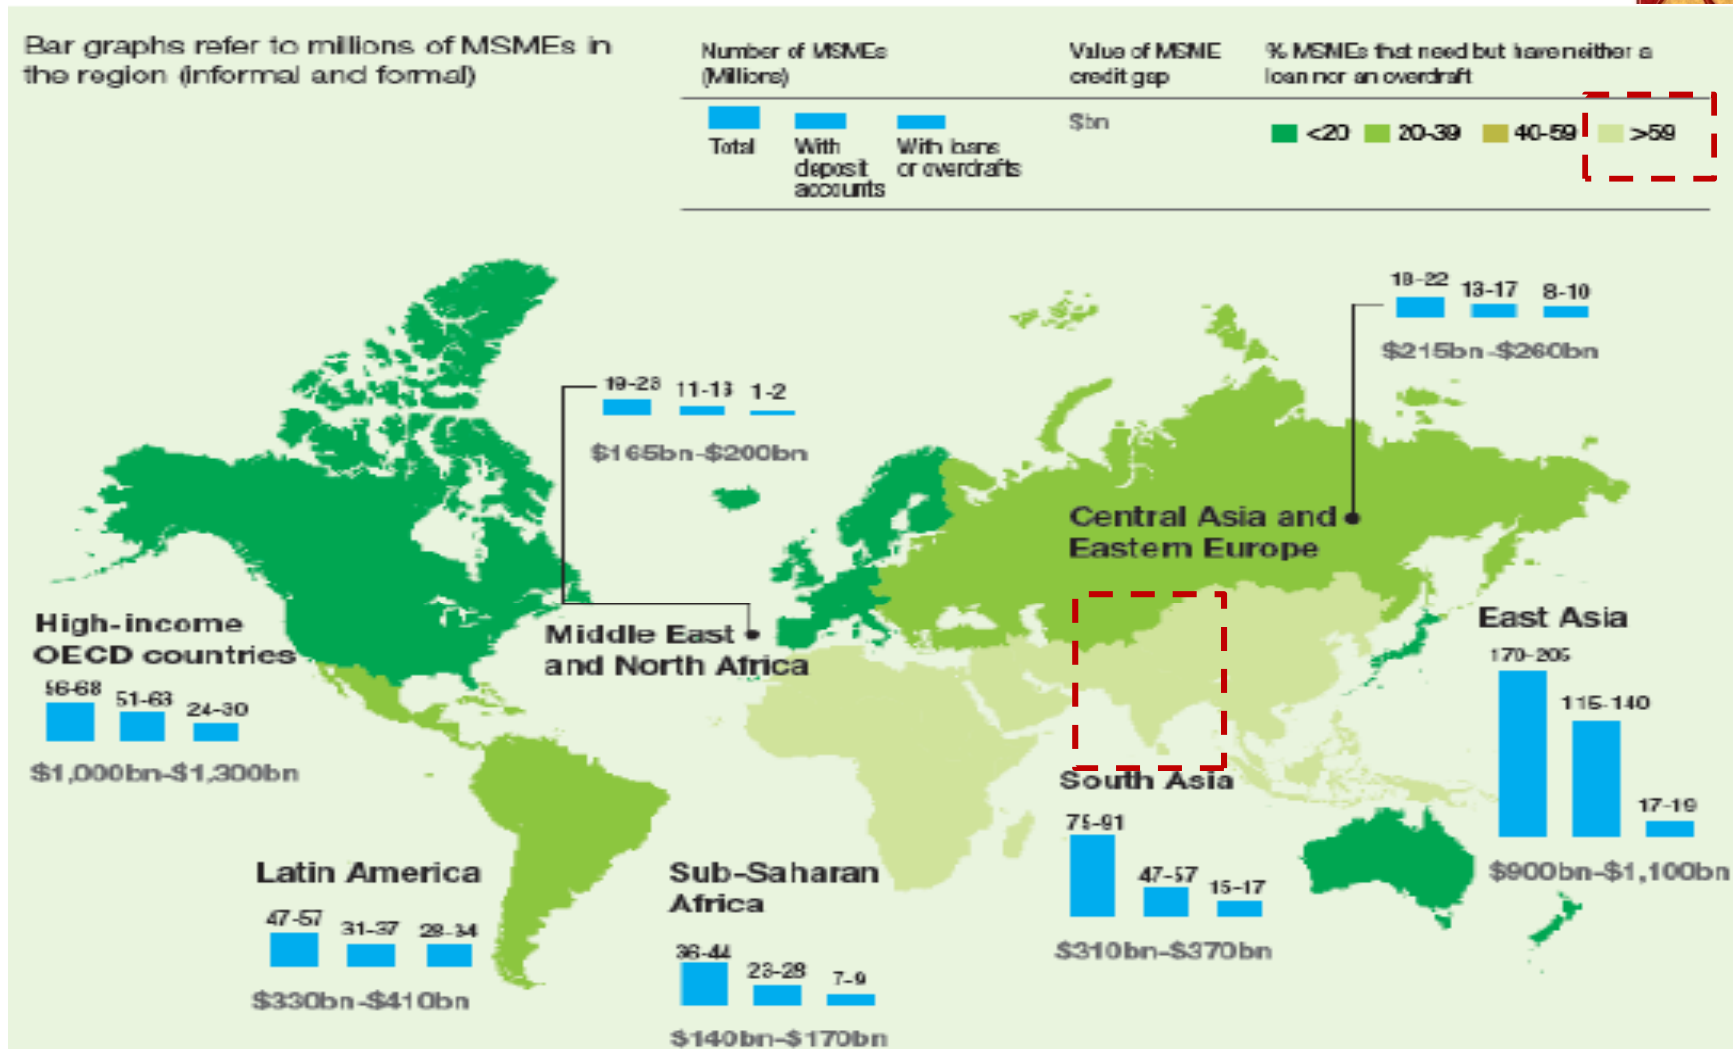 Bar graphs refer to millions of MSMEs in
the region (informal and formal)
Number of MSMEs
(Millions)
Total
With
deposit
accounts
With loans
or overdrafts
Value of MSME
credit gap
$bn
% MSMEs that need but have neither a
loan nor an overdraft
<20
20-39
40-59
>59
18-22
13-17
8-10
$215bn-$260bn
Central Asia and
Eastern Europe
19-23
11-13
1-2
$165bn-$200bn
Middle East
and North Africa
High-income
OECD countries
56-68
51-63
24-30
$1,000bn-$1,300bn
East Asia
170-205
115-140
17-19
$900bn-$1,100bn
South Asia
75-91
47-57
15-17
$310bn-$370bn
Latin America
47-57
31-37
28-34
$330bn-$410bn
Sub-Saharan
Africa
36-44
23-28
7-9
$140bn-$170bn